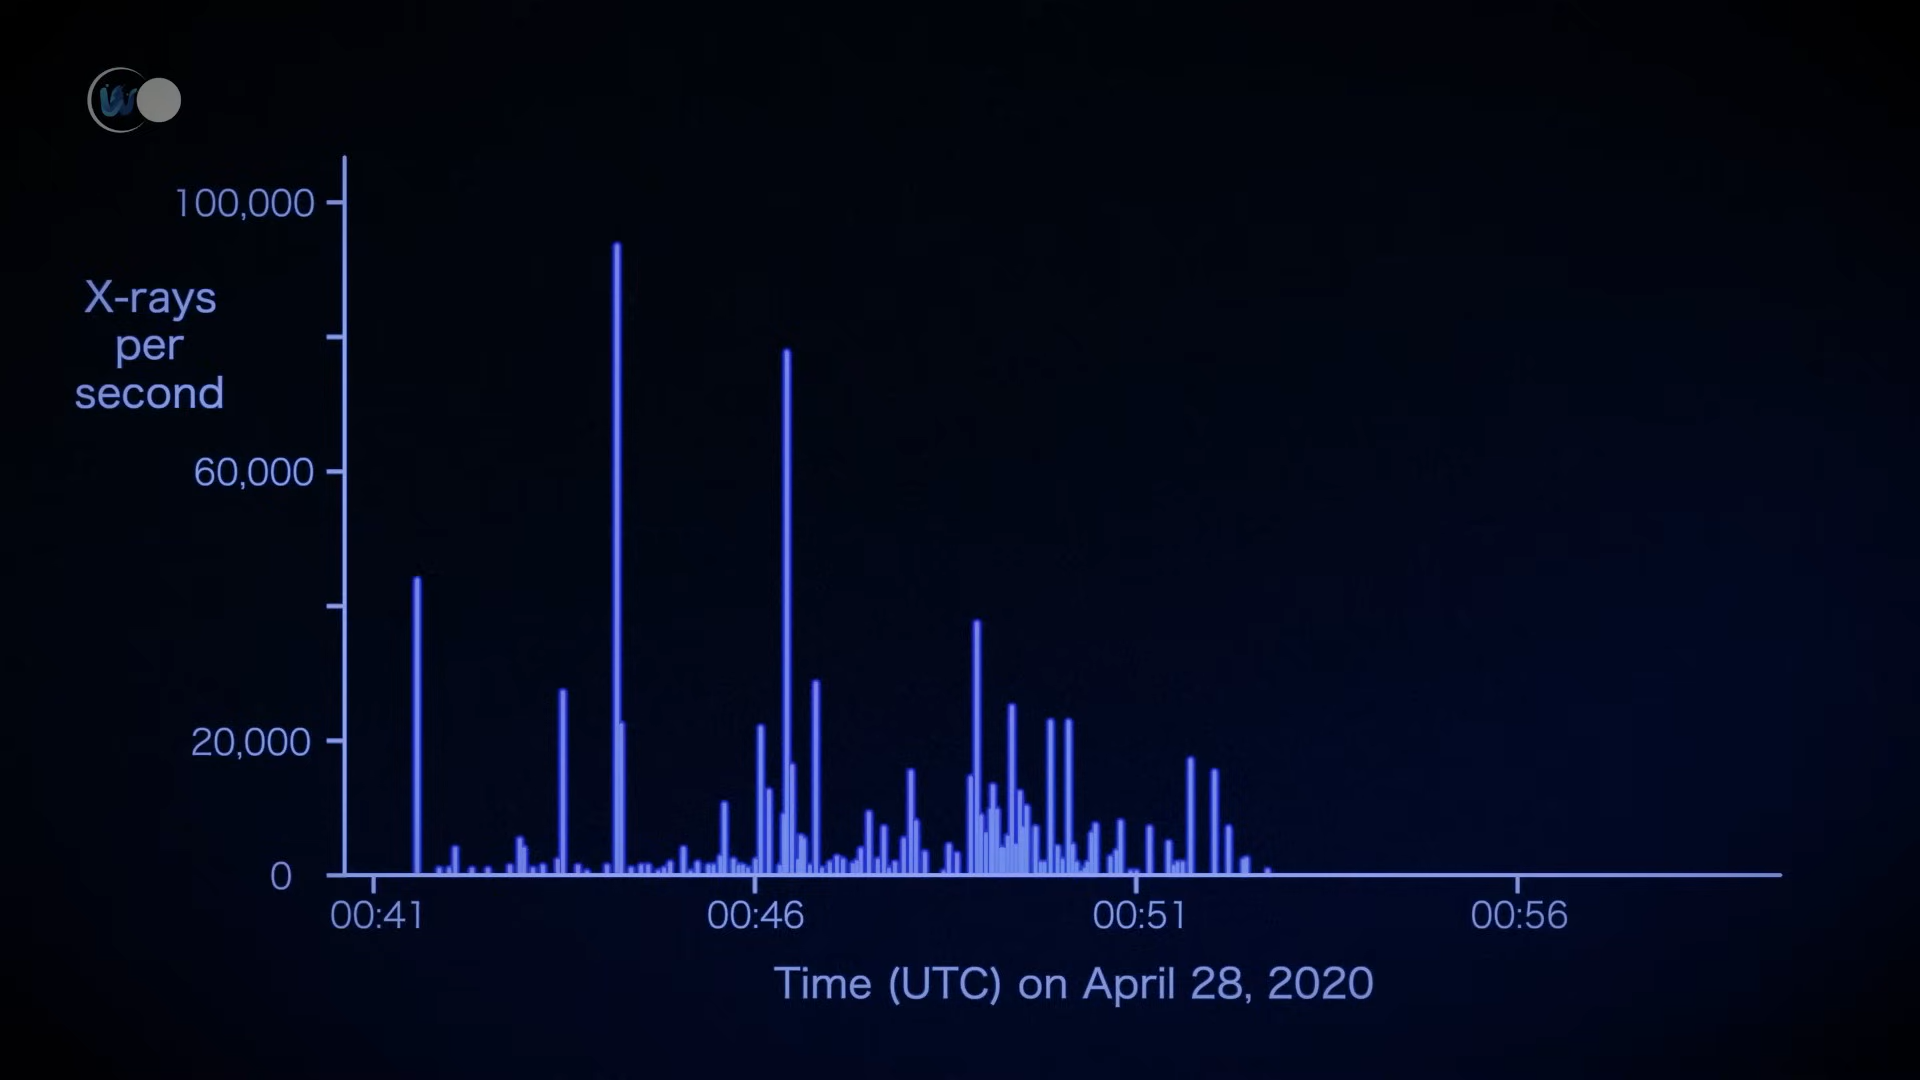 W
100,000
X-rays
per
second
60,000
20,000
0
00:41 00:46 00:51 00:56
Time (UTC) on April 28, 2020